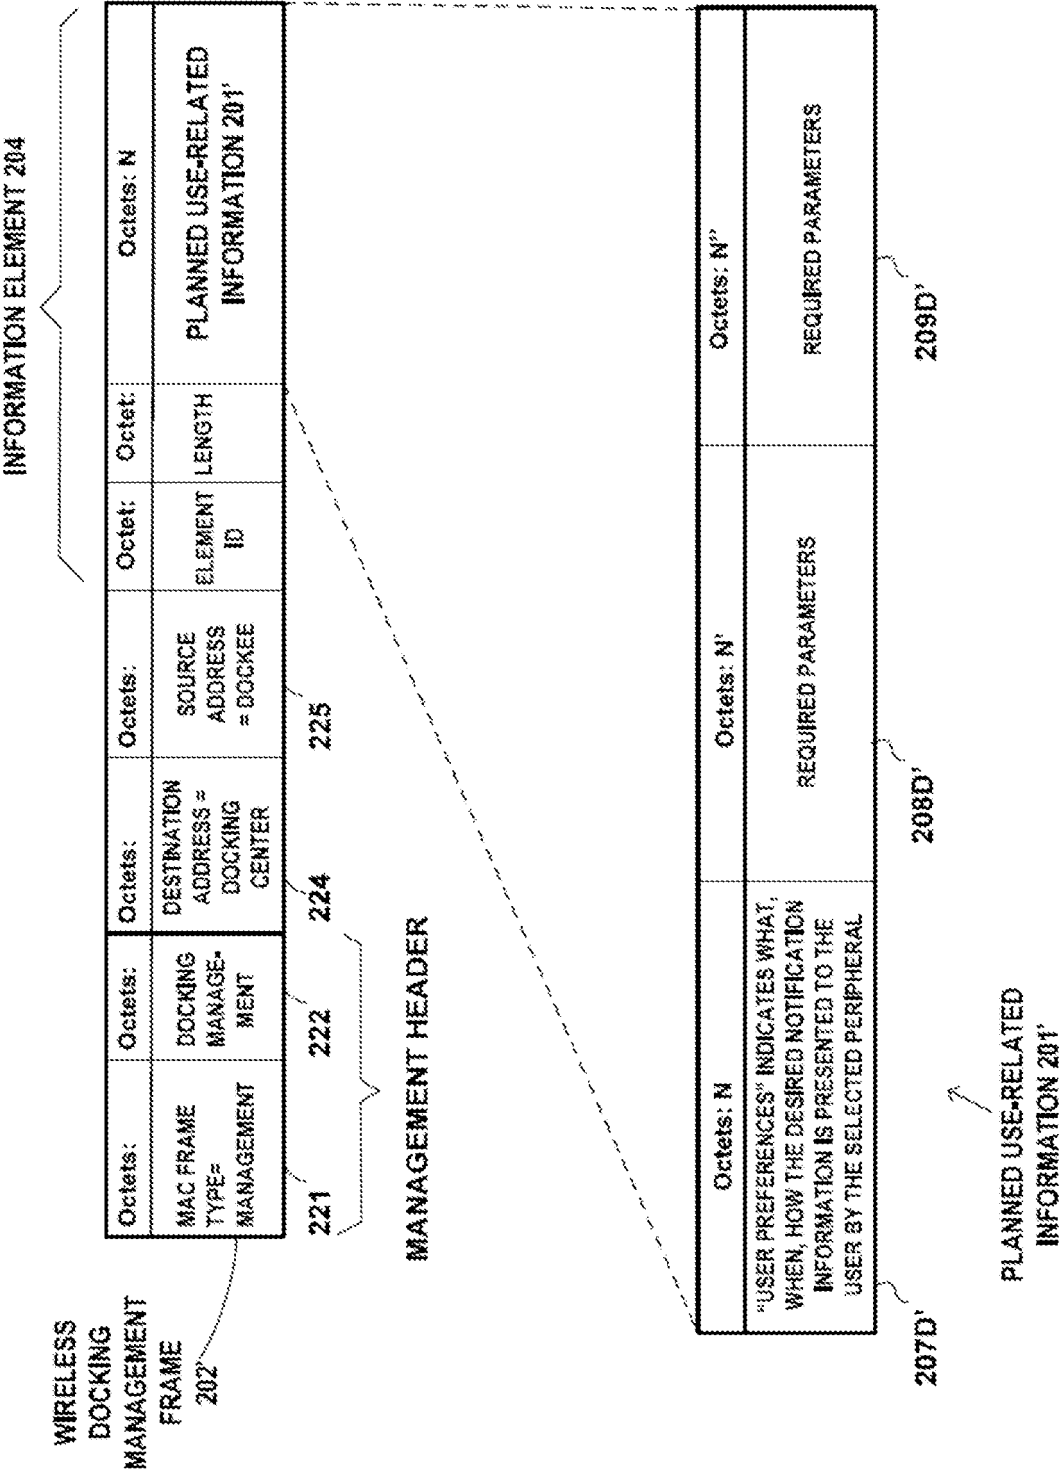 INFORMATION ELEMENT 204
WIRELESS
DOCKING
MANAGEMENT
FRAME
202'
Octets:
Octets:
Octets:
Octets:
Octet:
Octet:
Octets: N
MAC FRAME
TYPE=
MANAGEMENT
DOCKING
MANAGE-
MENT
DESTINATION
ADDRESS =
DOCKING
CENTER
SOURCE
ADDRESS
= DOCKEE
ELEMENT
ID
LENGTH
PLANNED USE-RELATED
INFORMATION 201'
221
222
224
225
MANAGEMENT HEADER
Octets: N
Octets: N'
Octets: N"
"USER PREFERENCES" INDICATES WHAT,
WHEN, HOW THE DESIRED NOTIFICATION
INFORMATION IS PRESENTED TO THE
USER BY THE SELECTED PERIPHERAL
REQUIRED PARAMETERS
REQUIRED PARAMETERS
207D'
208D'
209D'
PLANNED USE-RELATED
INFORMATION 201'